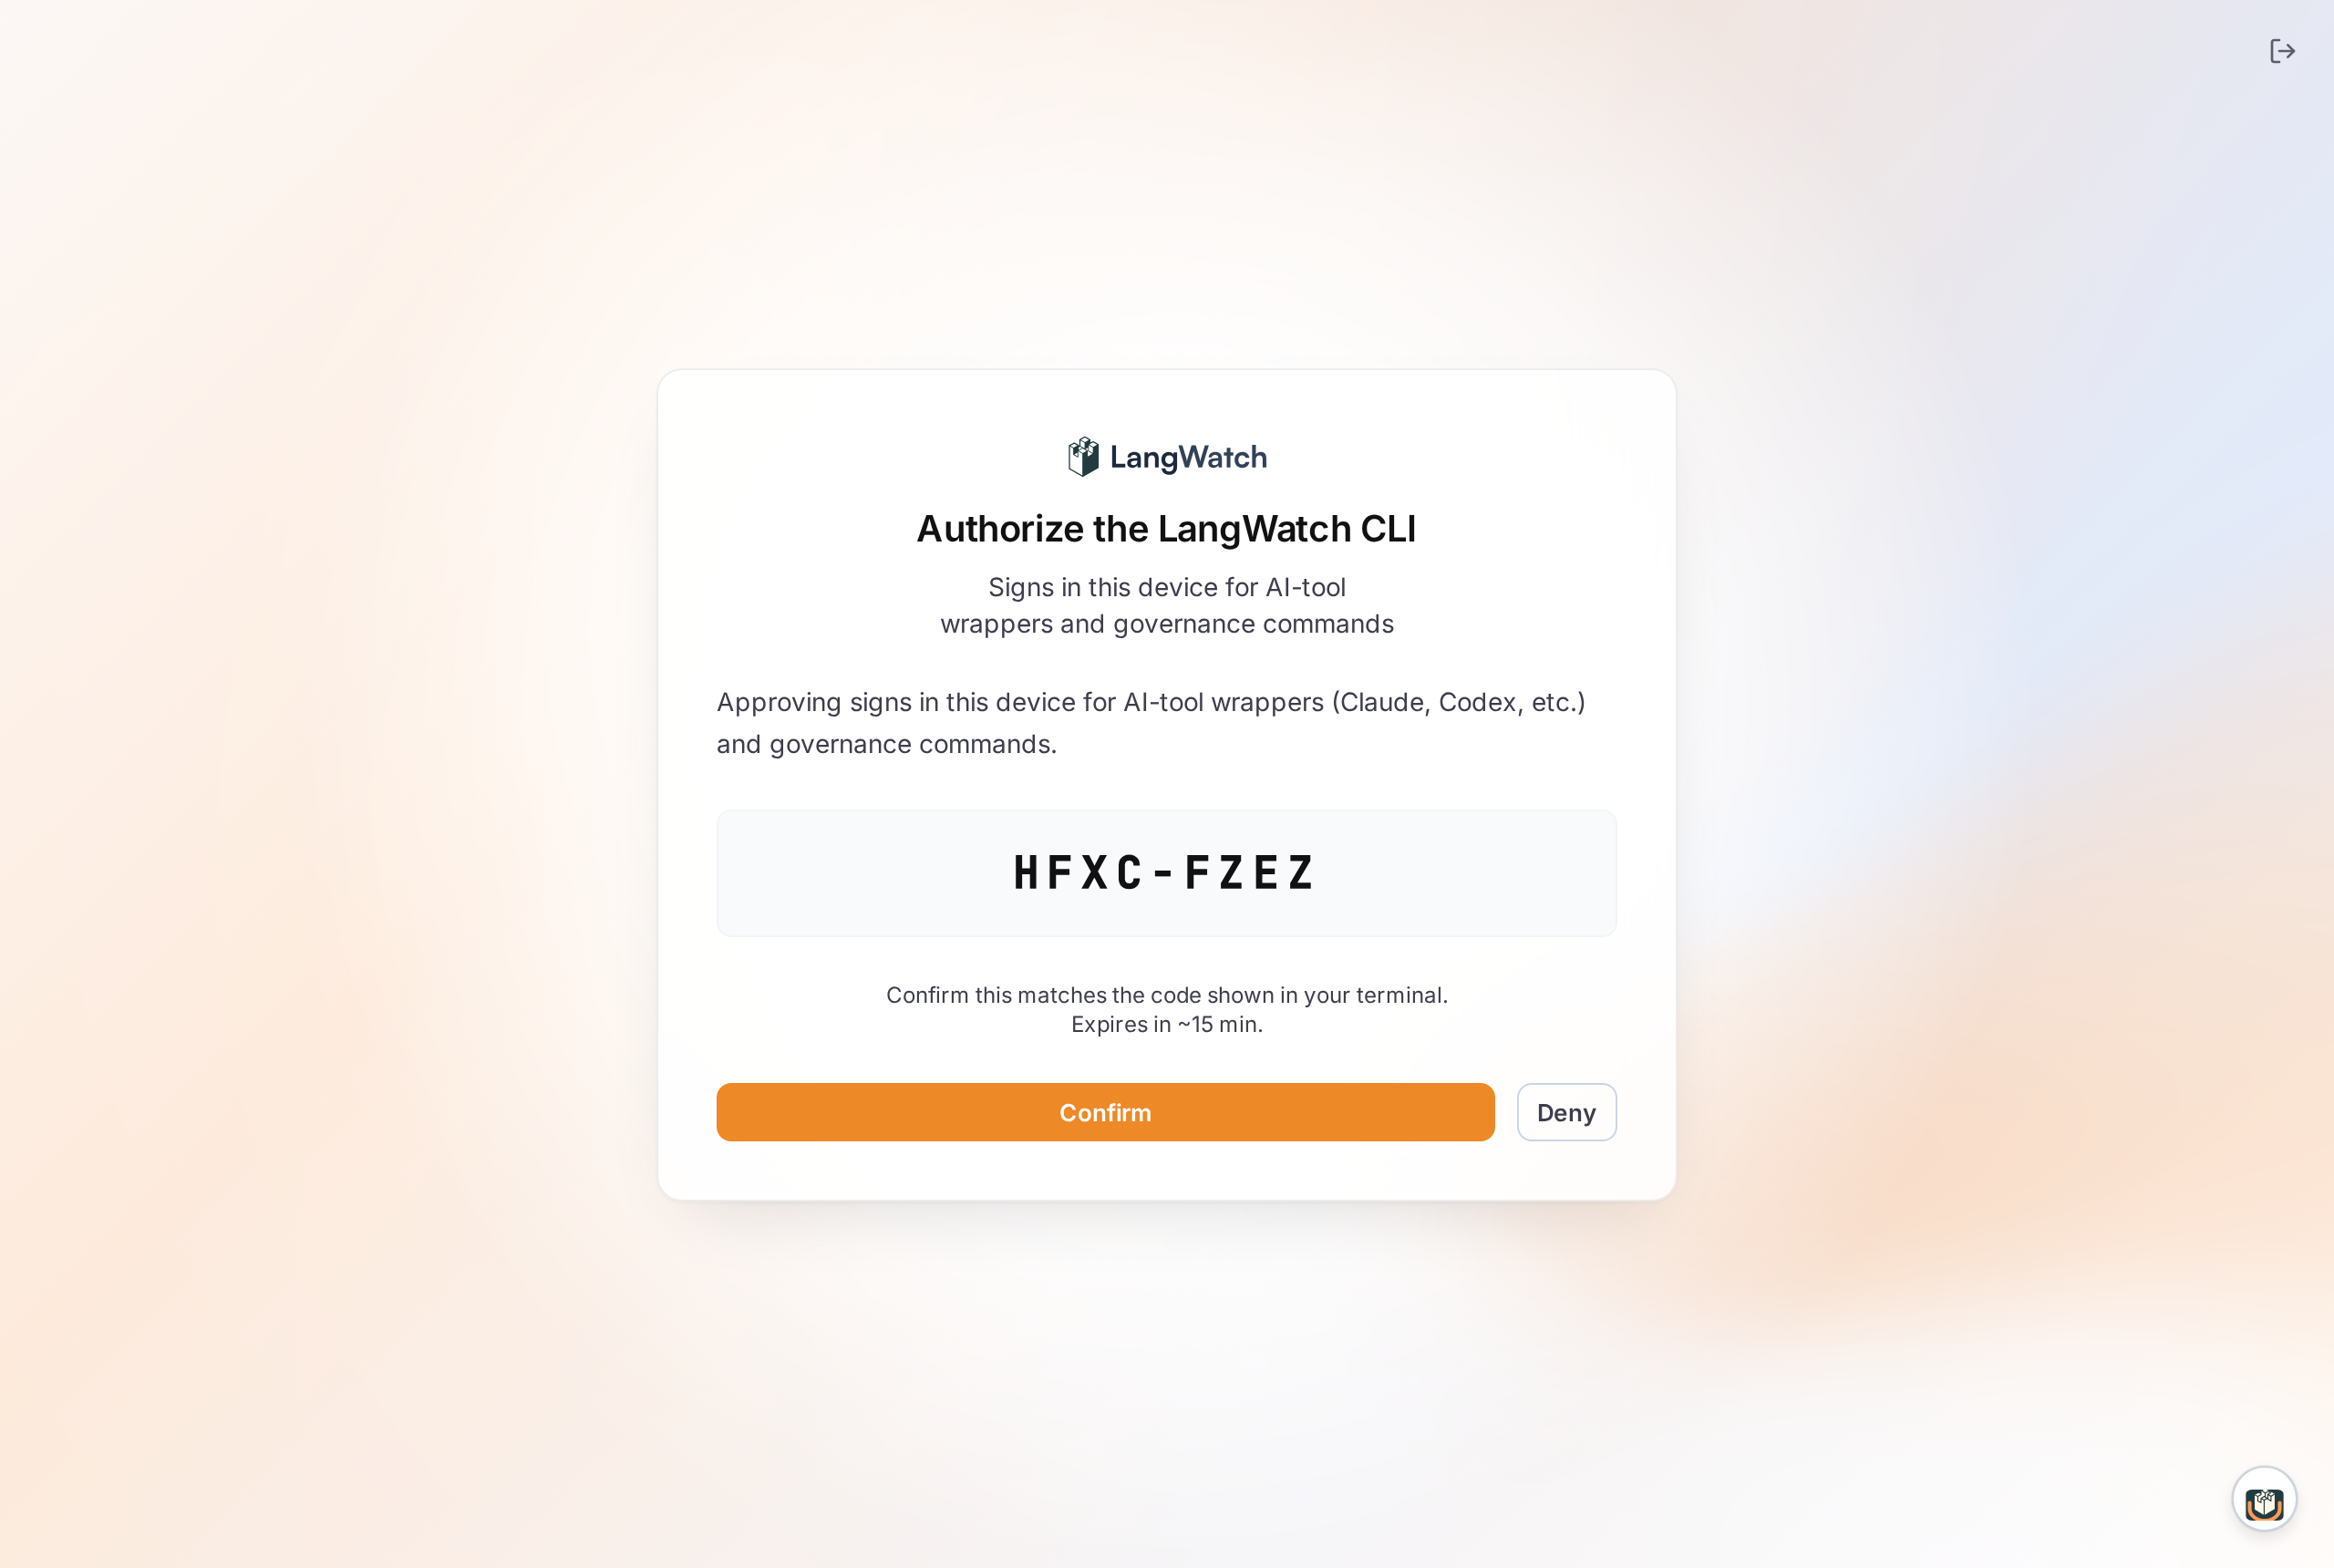 LangWatch
Authorize the LangWatch CLI
Signs in this device for AI-tool
wrappers and governance commands
Approving signs in this device for AI-tool wrappers (Claude, Codex, etc.)
and governance commands.
HFXC-FZEZ
Confirm this matches the code shown in your terminal.
Expires in ~15 min.
Confirm
Deny